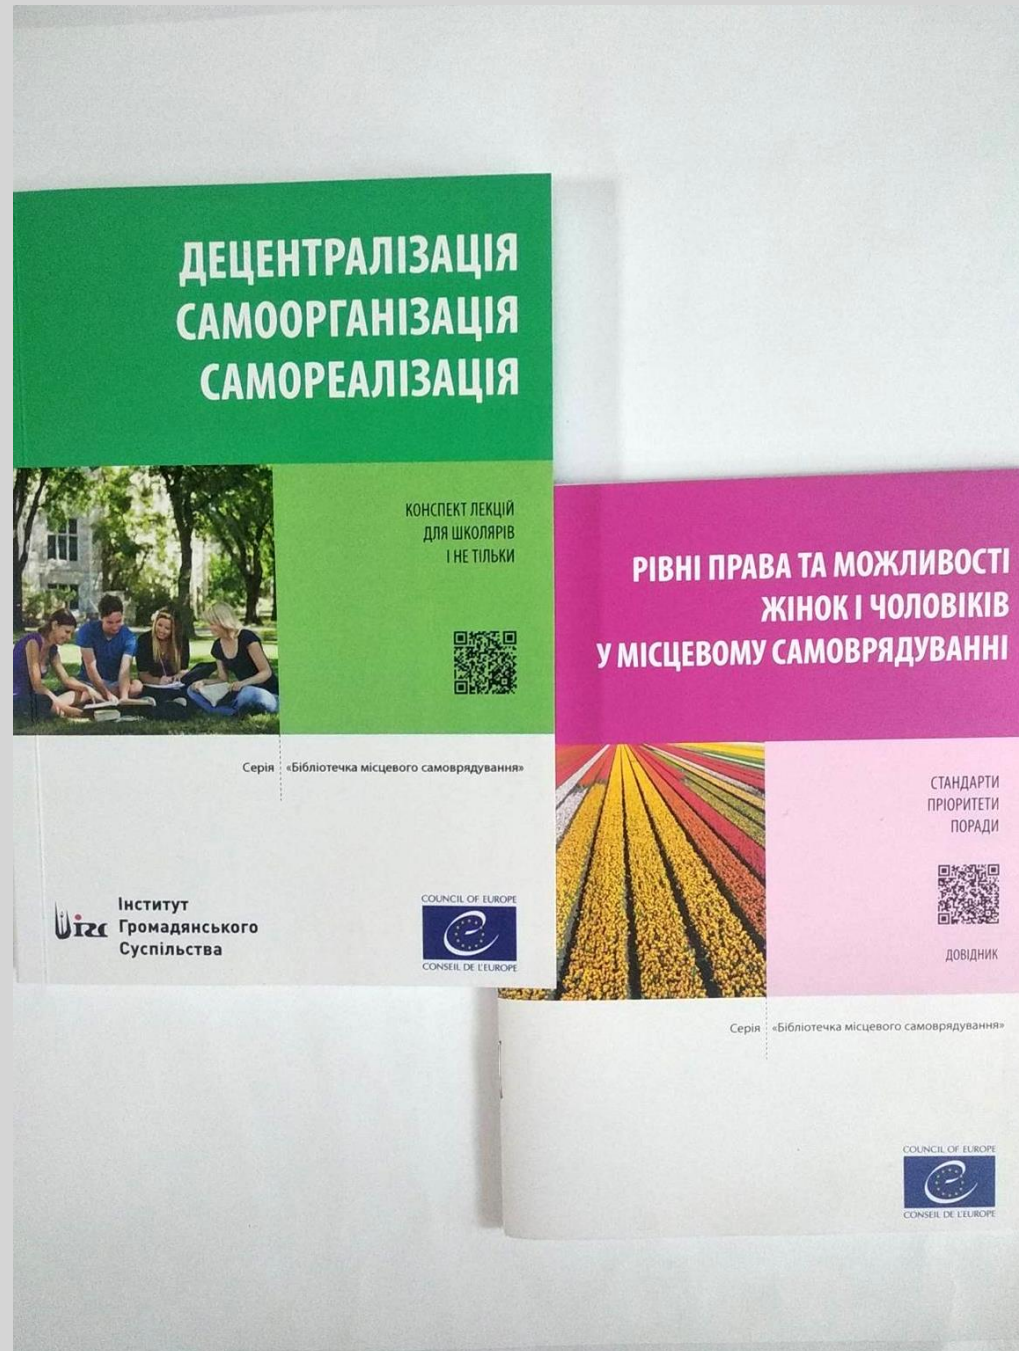 ДЕЦЕНТРАЛІЗАЦІЯ
САМООРГАНІЗАЦІЯ
САМОРЕАЛІЗАЦІЯ
КОНСПЕКТ ЛЕКЦІЙ
ДЛЯ ШКОЛЯРІВ
І НЕ ТІЛЬКИ
Серія «Бібліотечка місцевого самоврядування»
Інститут
Громадянського
Суспільства
COUNCIL OF EUROPE
CONSEIL DE L'EUROPE
РІВНІ ПРАВА ТА МОЖЛИВОСТІ
ЖІНОК І ЧОЛОВІКІВ
У МІСЦЕВОМУ САМОВРЯДУВАННІ
СТАНДАРТИ
ПРІОРИТЕТИ
ПОРАДИ
ДОВІДНИК
Серія «Бібліотечка місцевого самоврядування»
COUNCIL OF EUROPE
CONSEIL DE L'EUROPE